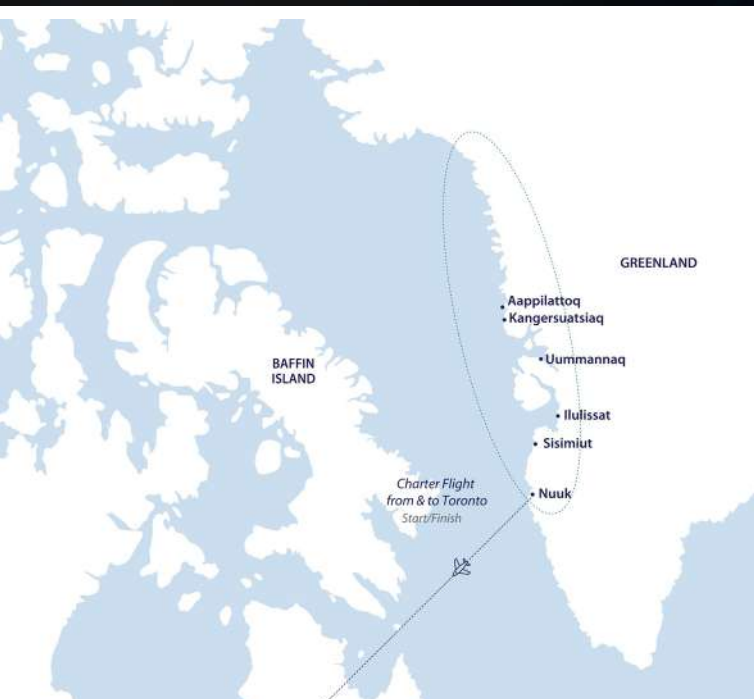 GREENLAND
Aappilattoq
Kangersuatsiaq
Uummannaq
BAFFIN
ISLAND
Ilulissat
Sisimiut
Charter Flight
from & to Toronto
Start/Finish
Nuuk